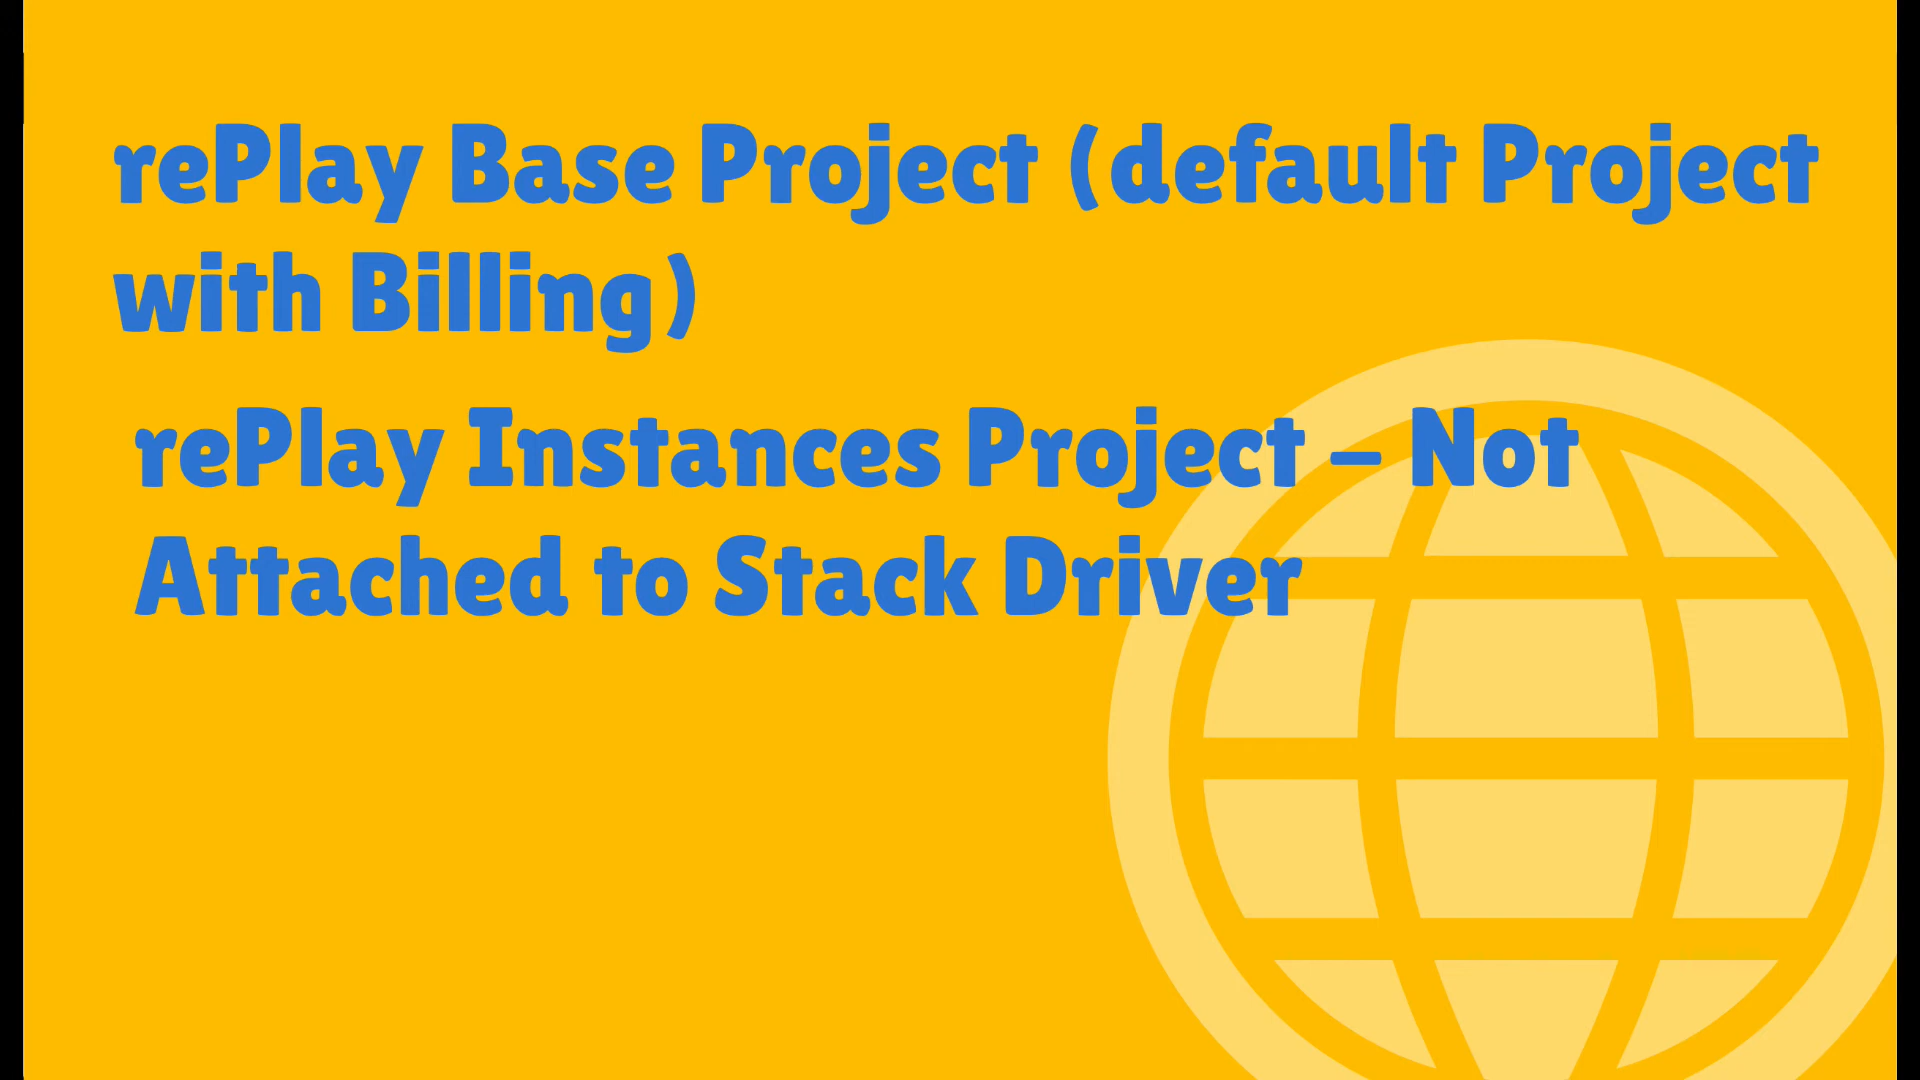 rePlay Base Project (default Project
with Billing)
rePlay Instances Project – Not
Attached to Stack Driver